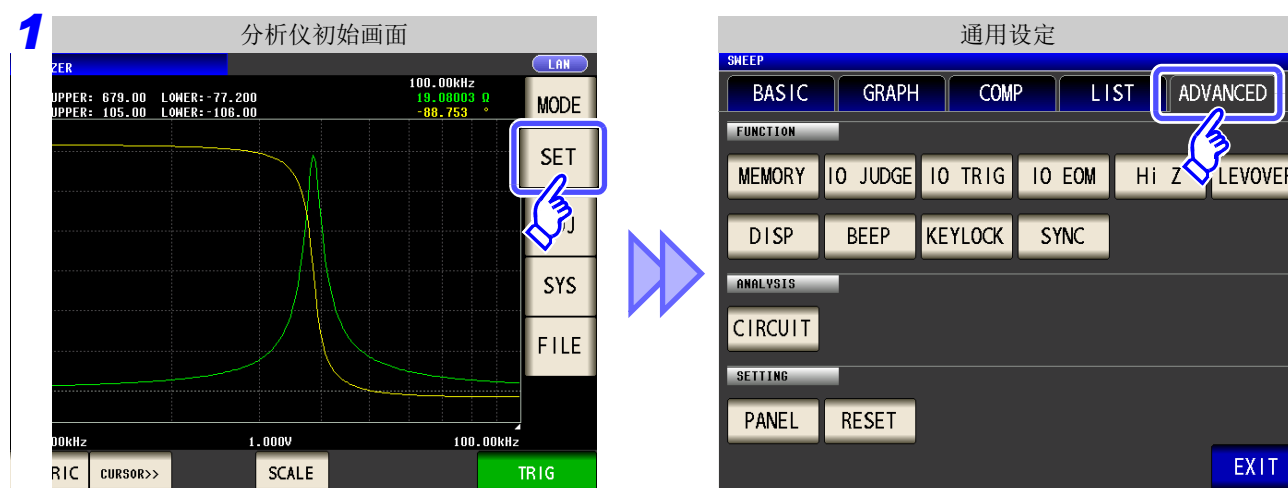 1
分析仪初始画面
ZER
LAN
UPPER: 679.00 LOWER:-77.200
UPPER: 105.00 LOWER:-106.00
100.00kHz
19.08003 Ω
-88.753 °
MODE
SET
SYS
FILE
00kHz
1.000V
100.00kHz
RIC
CURSOR>>
SCALE
TRIG
通用设定
SWEEP
BASIC
GRAPH
COMP
LIST
ADVANCED
FUNCTION
MEMORY
IO JUDGE
IO TRIG
IO EOM
Hi Z
LEVOVER
DISP
BEEP
KEYLOCK
SYNC
ANALYSIS
CIRCUIT
SETTING
PANEL
RESET
EXIT